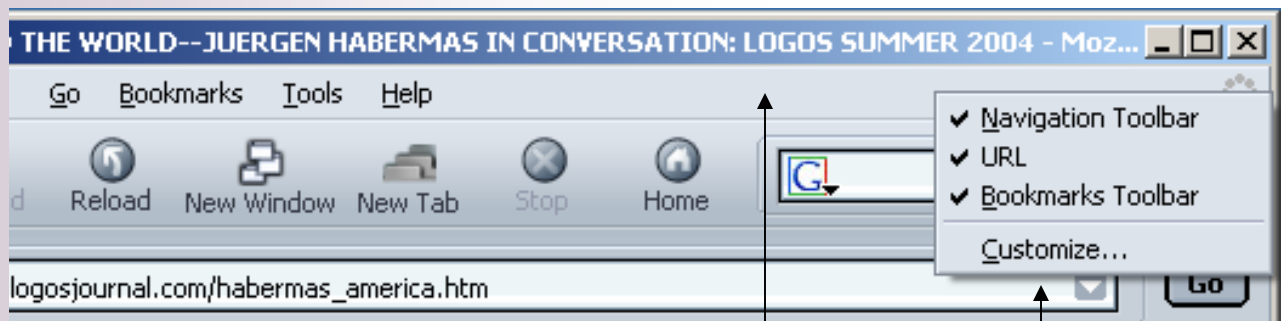 THE WORLD--JUERGEN HABERMAS IN CONVERSATION: LOGOS SUMMER 2004 - Moz...
Go Bookmarks Tools Help
Navigation Toolbar
URL
Bookmarks Toolbar
Customize...
d Reload New Window New Tab Stop Home G
logosjournal.com/habermas_america.htm Go